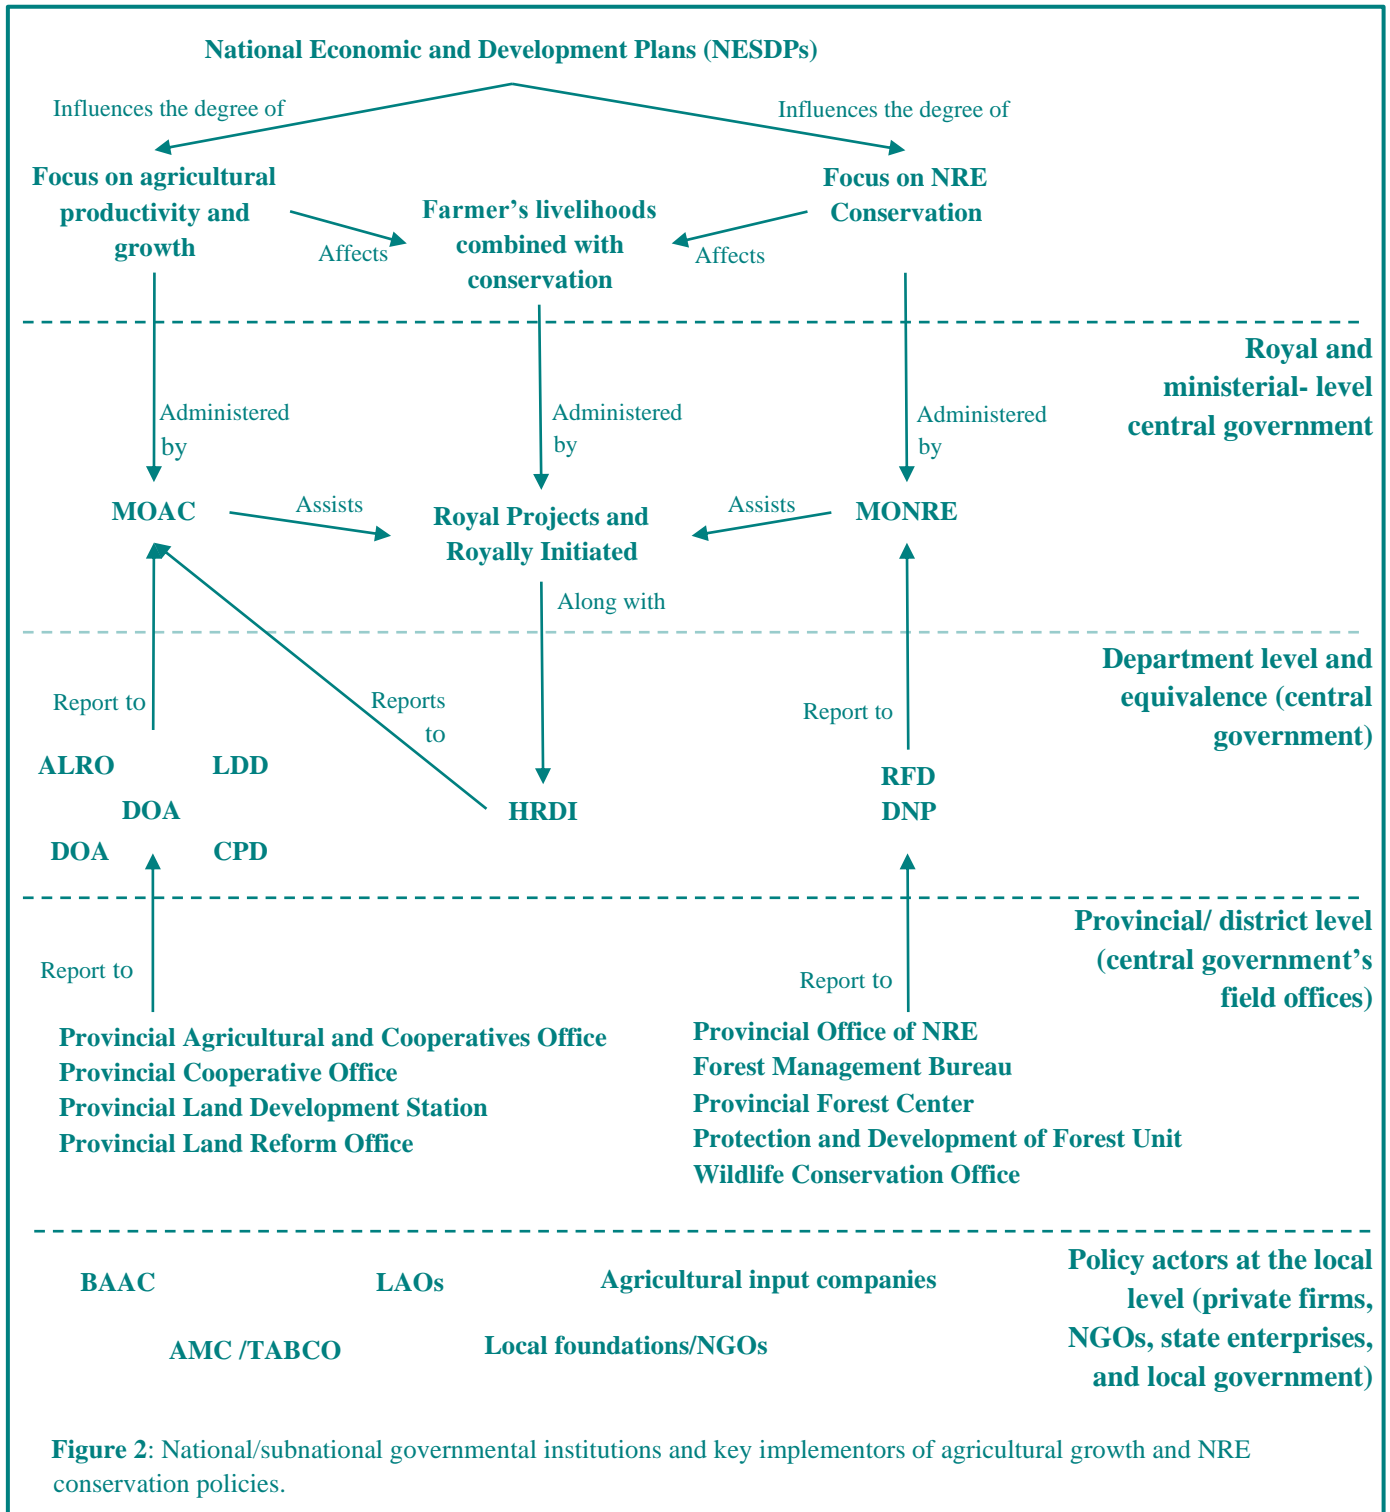 National Economic and Development Plans (NESDPs)
Influences the degree of
Influences the degree of
Focus on agricultural
productivity and
growth
Farmer's livelihoods
combined with
conservation
Focus on NRE
Conservation
Affects
Affects
Royal and
ministerial- level
central government
Administered
by
Administered
by
Administered
by
MOAC
Assists
Royal Projects and
Royally Initiated
Assists
MONRE
Along with
Department level and
equivalence (central
government)
Report to
Reports
to
Report to
ALRO
LDD
DOA
DOA
CPD
HRDI
RFD
DNP
Provincial/ district level
(central government's
field offices)
Report to
Report to
Provincial Agricultural and Cooperatives Office
Provincial Cooperative Office
Provincial Land Development Station
Provincial Land Reform Office
Provincial Office of NRE
Forest Management Bureau
Provincial Forest Center
Protection and Development of Forest Unit
Wildlife Conservation Office
BAAC
LAOs
Agricultural input companies
AMC /TABCO
Local foundations/NGOs
Policy actors at the local
level (private firms,
NGOs, state enterprises,
and local government)
Figure 2: National/subnational governmental institutions and key implementors of agricultural growth and NRE
conservation policies.